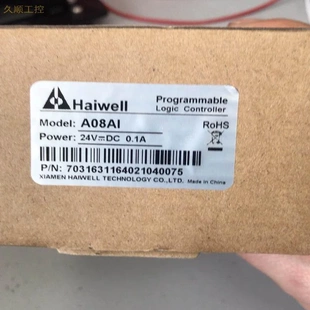 久顺工控
Haiwell
Programmable
Logic Controller
Model: A08AI
RoHS
Power: 24V⎓DC 0.1A
P/N: 7031631164021040075
XIAMEN HAIWELL TECHNOLOGY CO.,LTD. Made in China